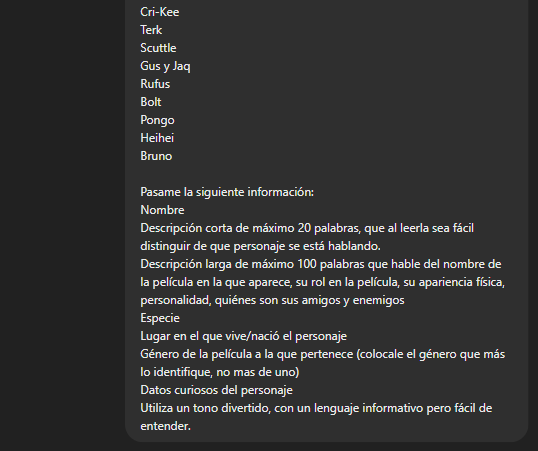 Cri-Kee
Terk
Scuttle
Gus y Jaq
Rufus
Bolt
Pongo
Heihei
Bruno
Pasame la siguiente información:
Nombre
Descripción corta de máximo 20 palabras, que al leerla sea fácil
distinguir de que personaje se está hablando.
Descripción larga de máximo 100 palabras que hable del nombre de
la película en la que aparece, su rol en la película, su apariencia física,
personalidad, quiénes son sus amigos y enemigos
Especie
Lugar en el que vive/nació el personaje
Género de la película a la que pertenece (colocale el género que más
lo identifique, no mas de uno)
Datos curiosos del personaje
Utiliza un tono divertido, con un lenguaje informativo pero fácil de
entender.